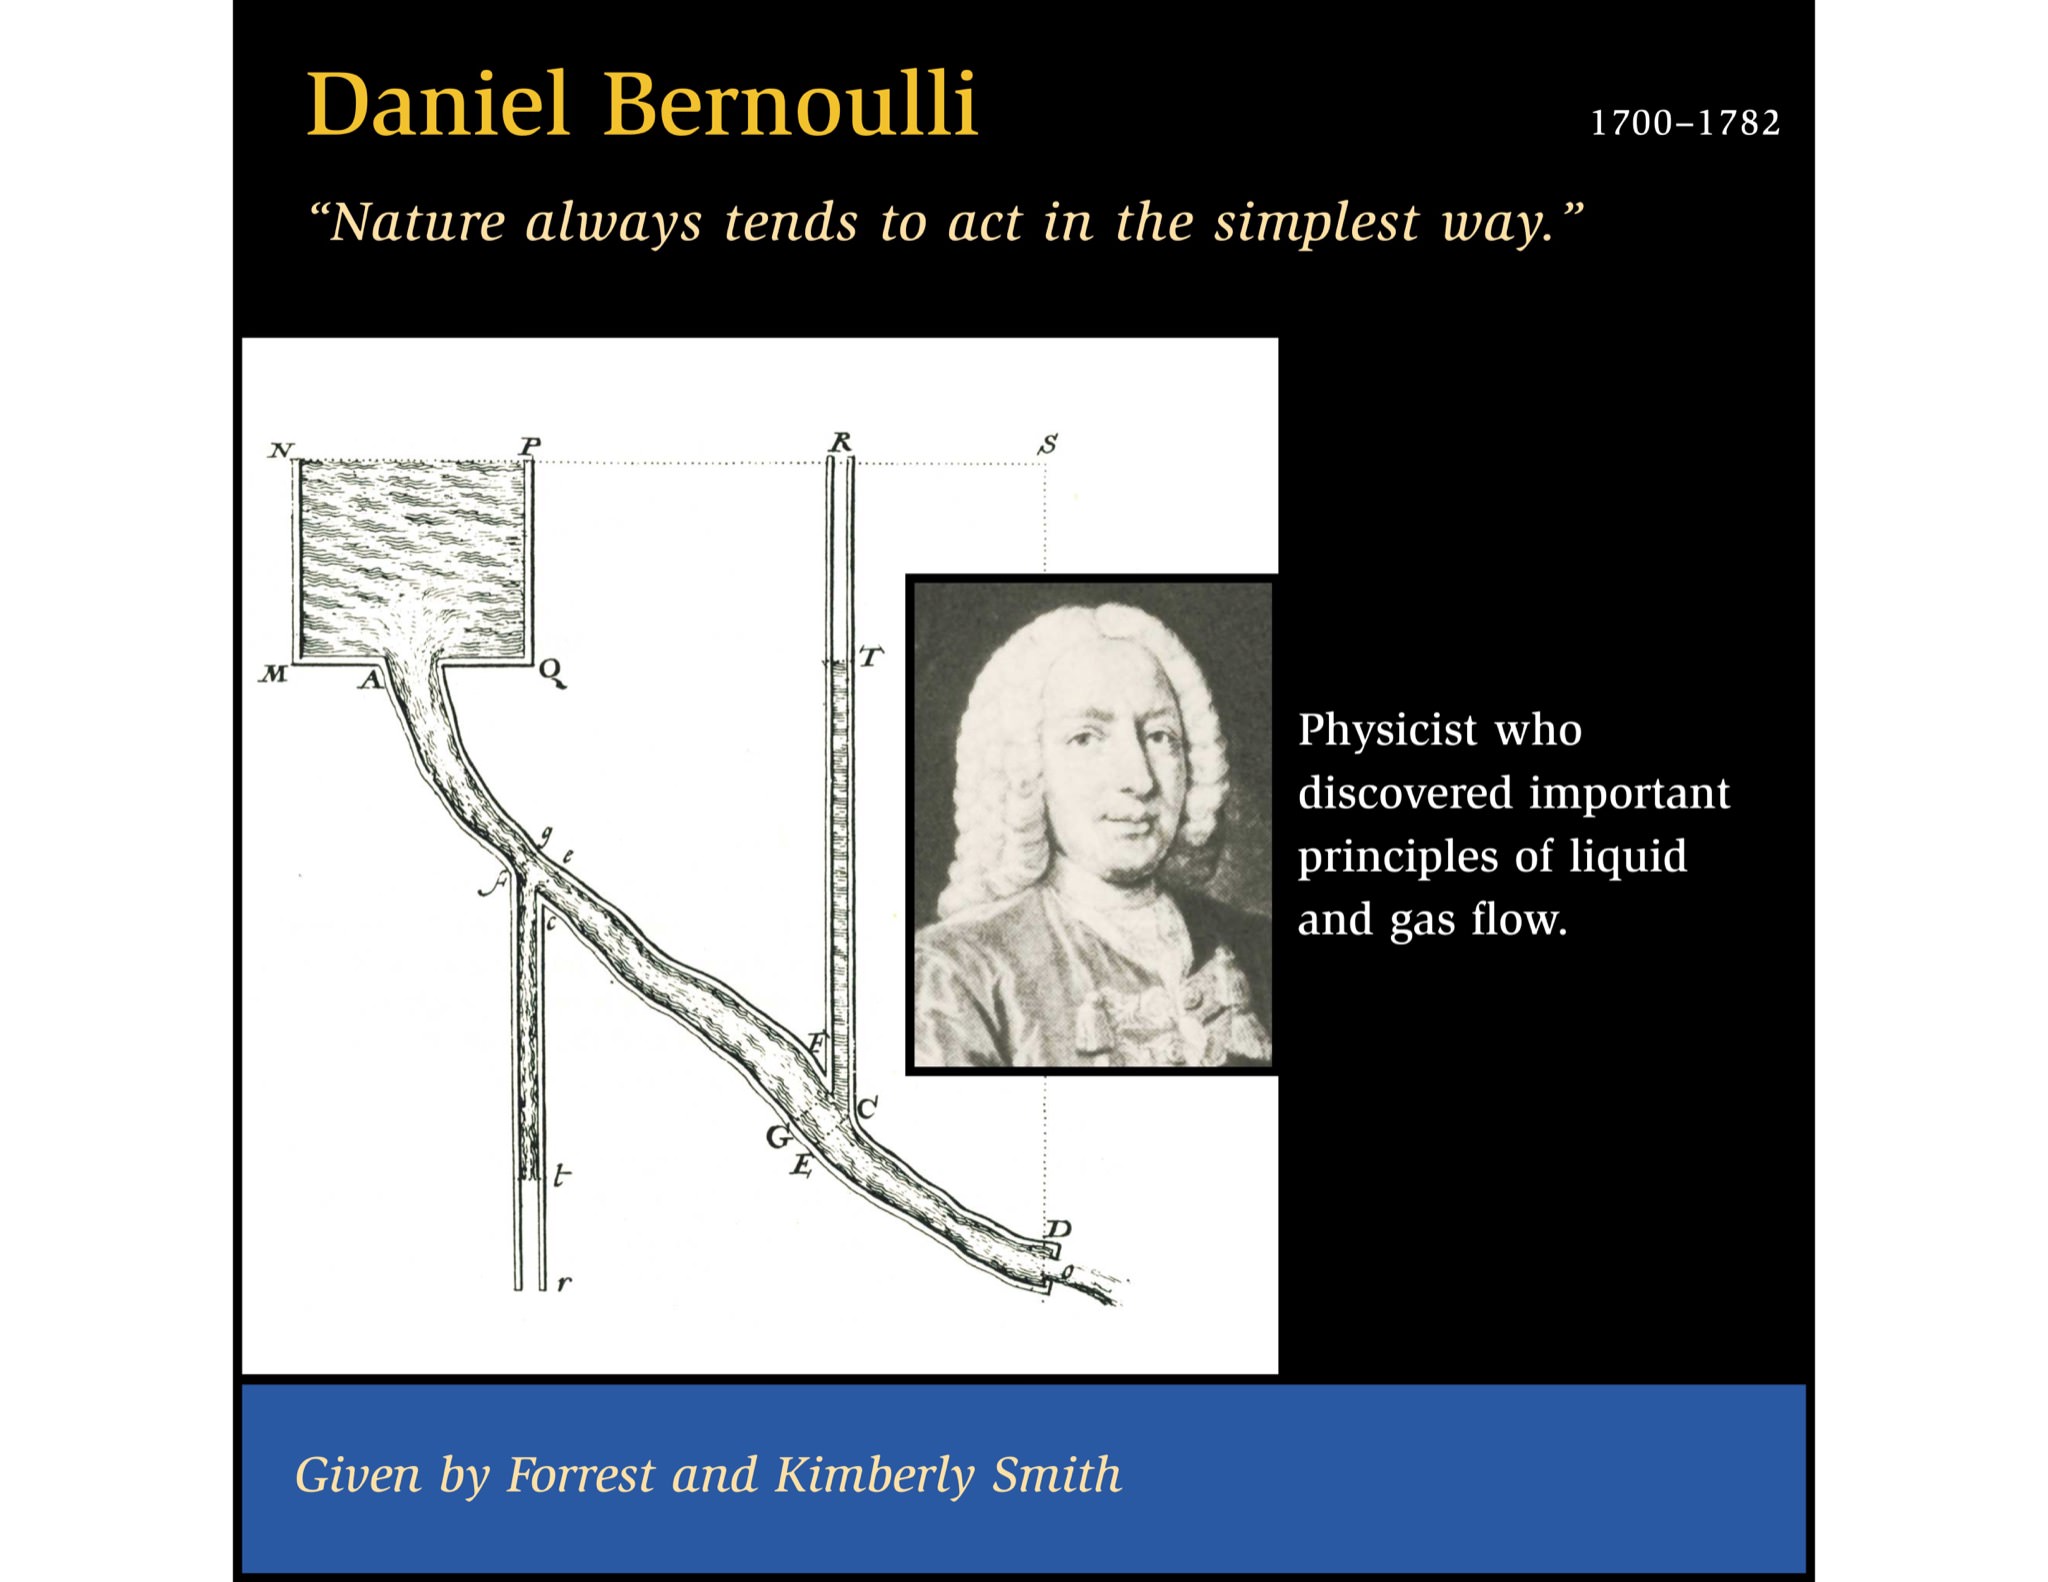 Daniel Bernoulli
1700–1782
“Nature always tends to act in the simplest way.”
N
P
R
S
M
A
Q
T
g
e
f
c
F
C
G
E
t
D
o
r
Physicist who
discovered important
principles of liquid
and gas flow.
Given by Forrest and Kimberly Smith